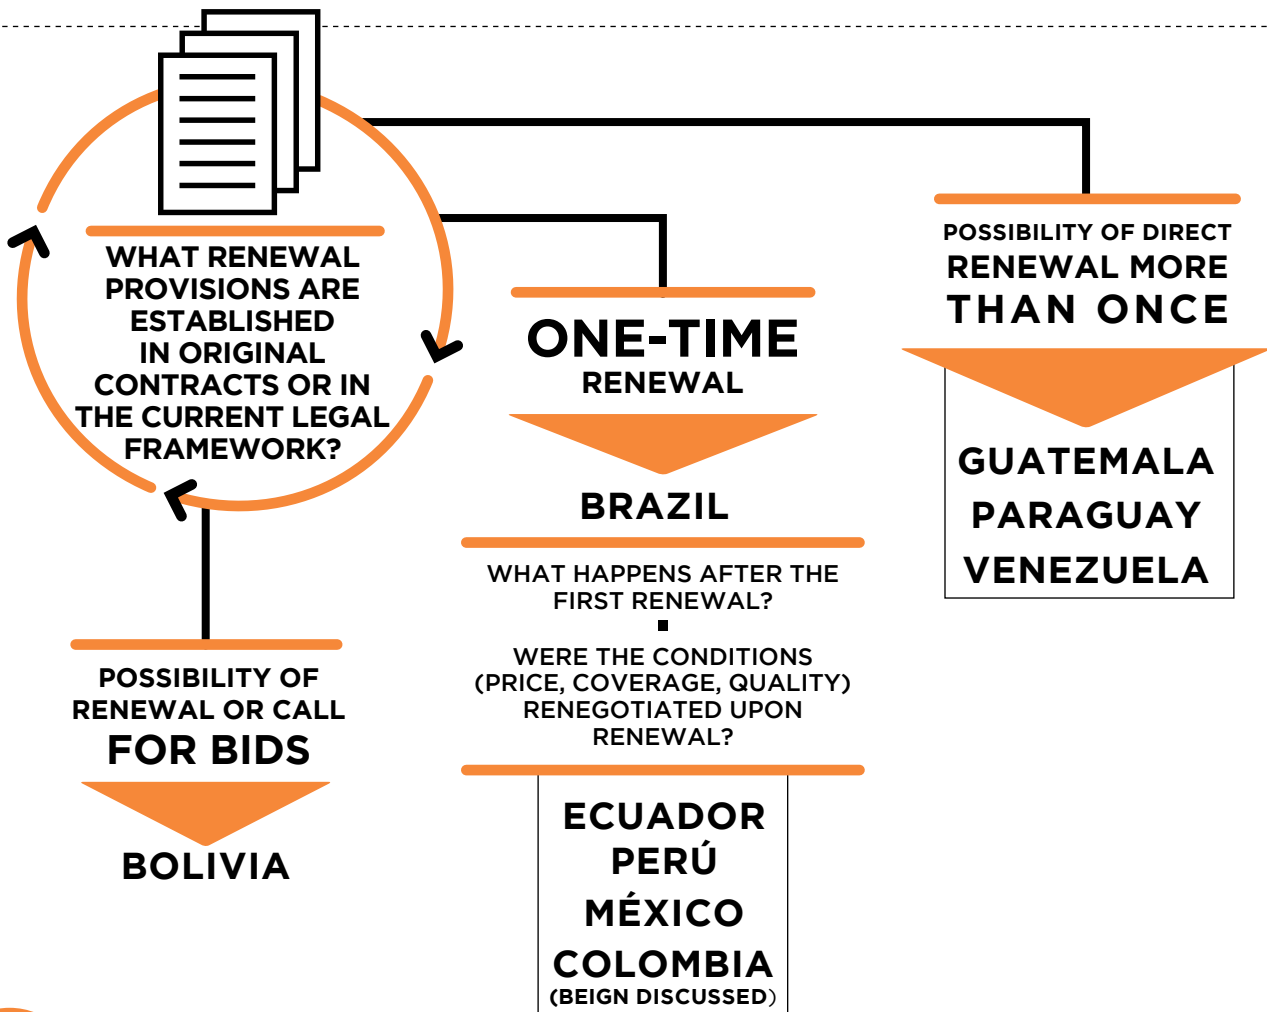 WHAT RENEWAL
PROVISIONS ARE
ESTABLISHED
IN ORIGINAL
CONTRACTS OR IN
THE CURRENT LEGAL
FRAMEWORK?
POSSIBILITY OF
RENEWAL OR CALL
FOR BIDS
BOLIVIA
ONE-TIME
RENEWAL
BRAZIL
WHAT HAPPENS AFTER THE
FIRST RENEWAL?
WERE THE CONDITIONS
(PRICE, COVERAGE, QUALITY)
RENEGOTIATED UPON
RENEWAL?
ECUADOR
PERÚ
MÉXICO
COLOMBIA
(BEIGN DISCUSSED)
POSSIBILITY OF DIRECT
RENEWAL MORE
THAN ONCE
GUATEMALA
PARAGUAY
VENEZUELA